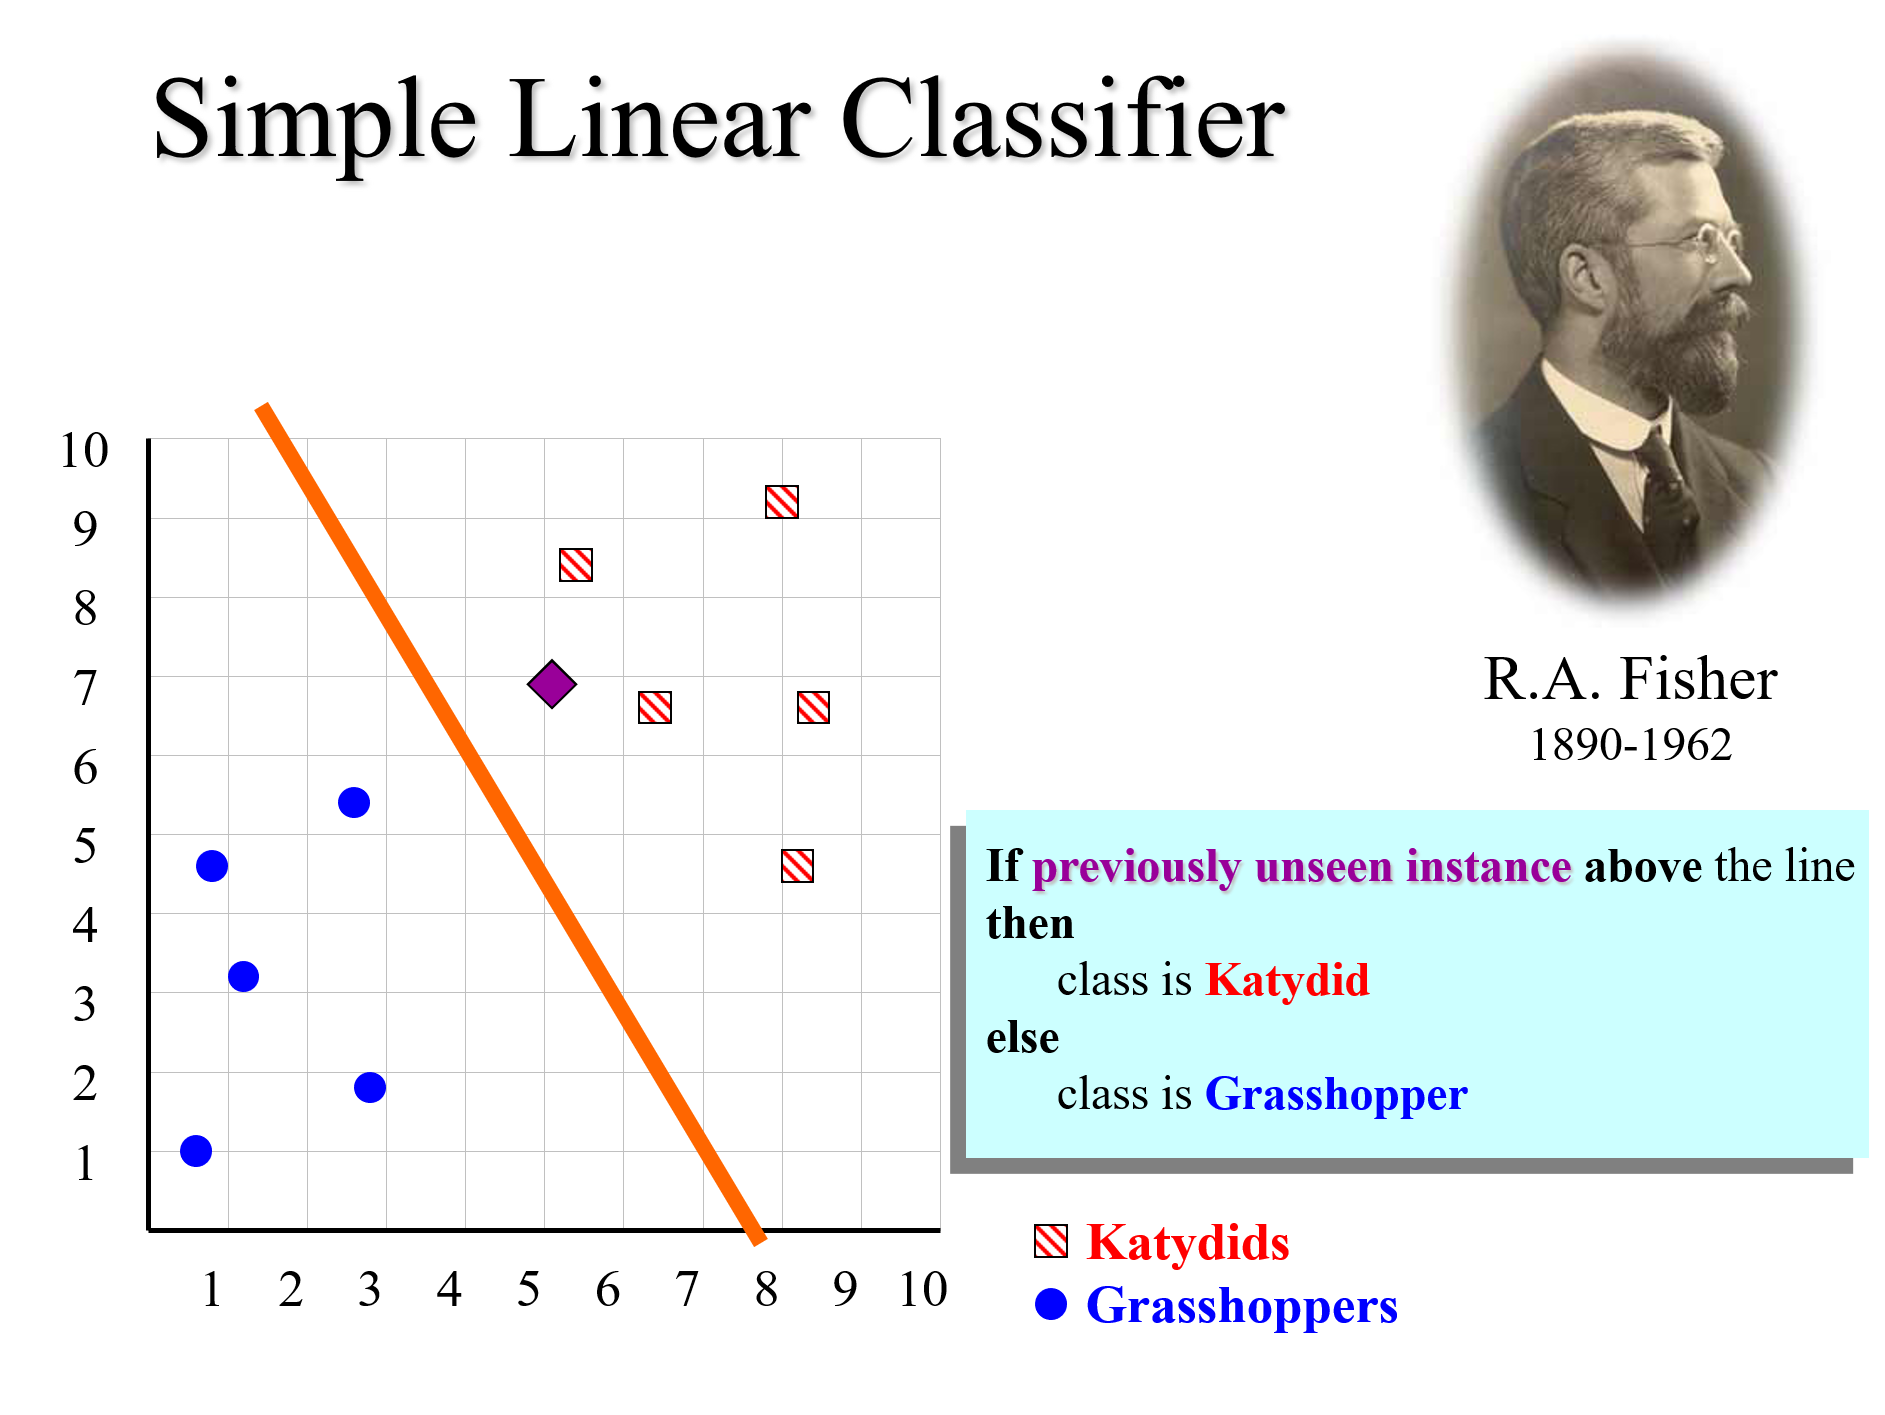 Simple Linear Classifier
10
9
8
7
6
5
4
3
2
1
1 2 3 4 5 6 7 8 9 10
R.A. Fisher
1890-1962
If previously unseen instance above the line
then
class is Katydid
else
class is Grasshopper
Katydids
Grasshoppers